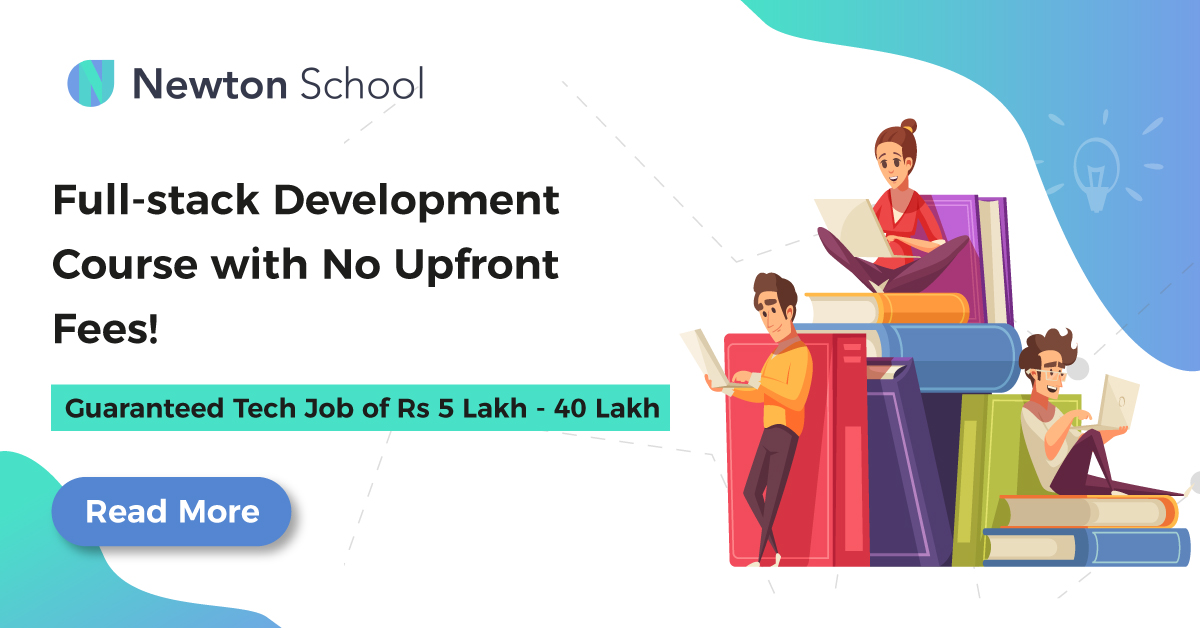 Newton School
Full-stack Development
Course with No Upfront
Fees!
Guaranteed Tech Job of Rs 5 Lakh - 40 Lakh
Read More